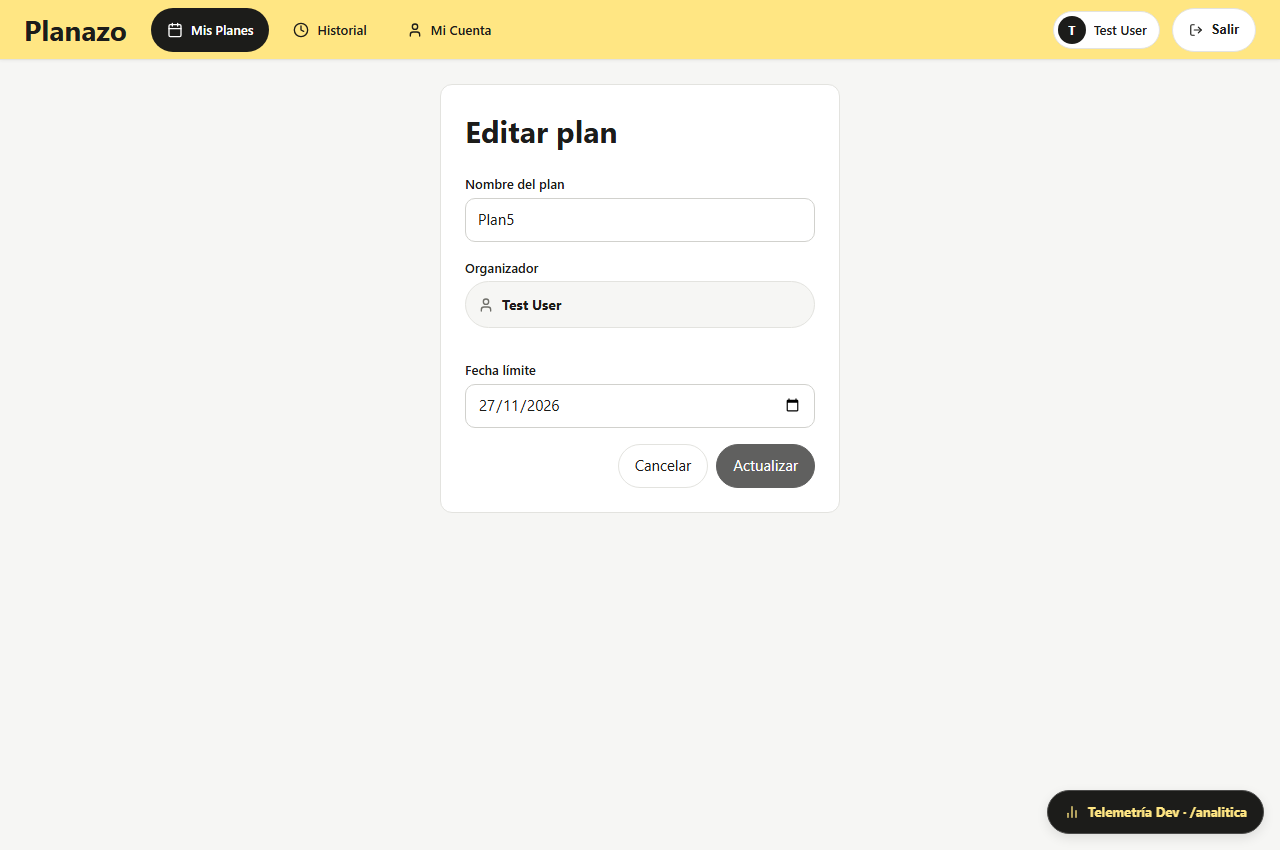 Planazo
Mis Planes
Historial
Mi Cuenta
T
Test User
Salir
Editar plan
Nombre del plan
Plan5
Organizador
Test User
Fecha límite
27/11/2026
Cancelar
Actualizar
Telemetría Dev · /analitica